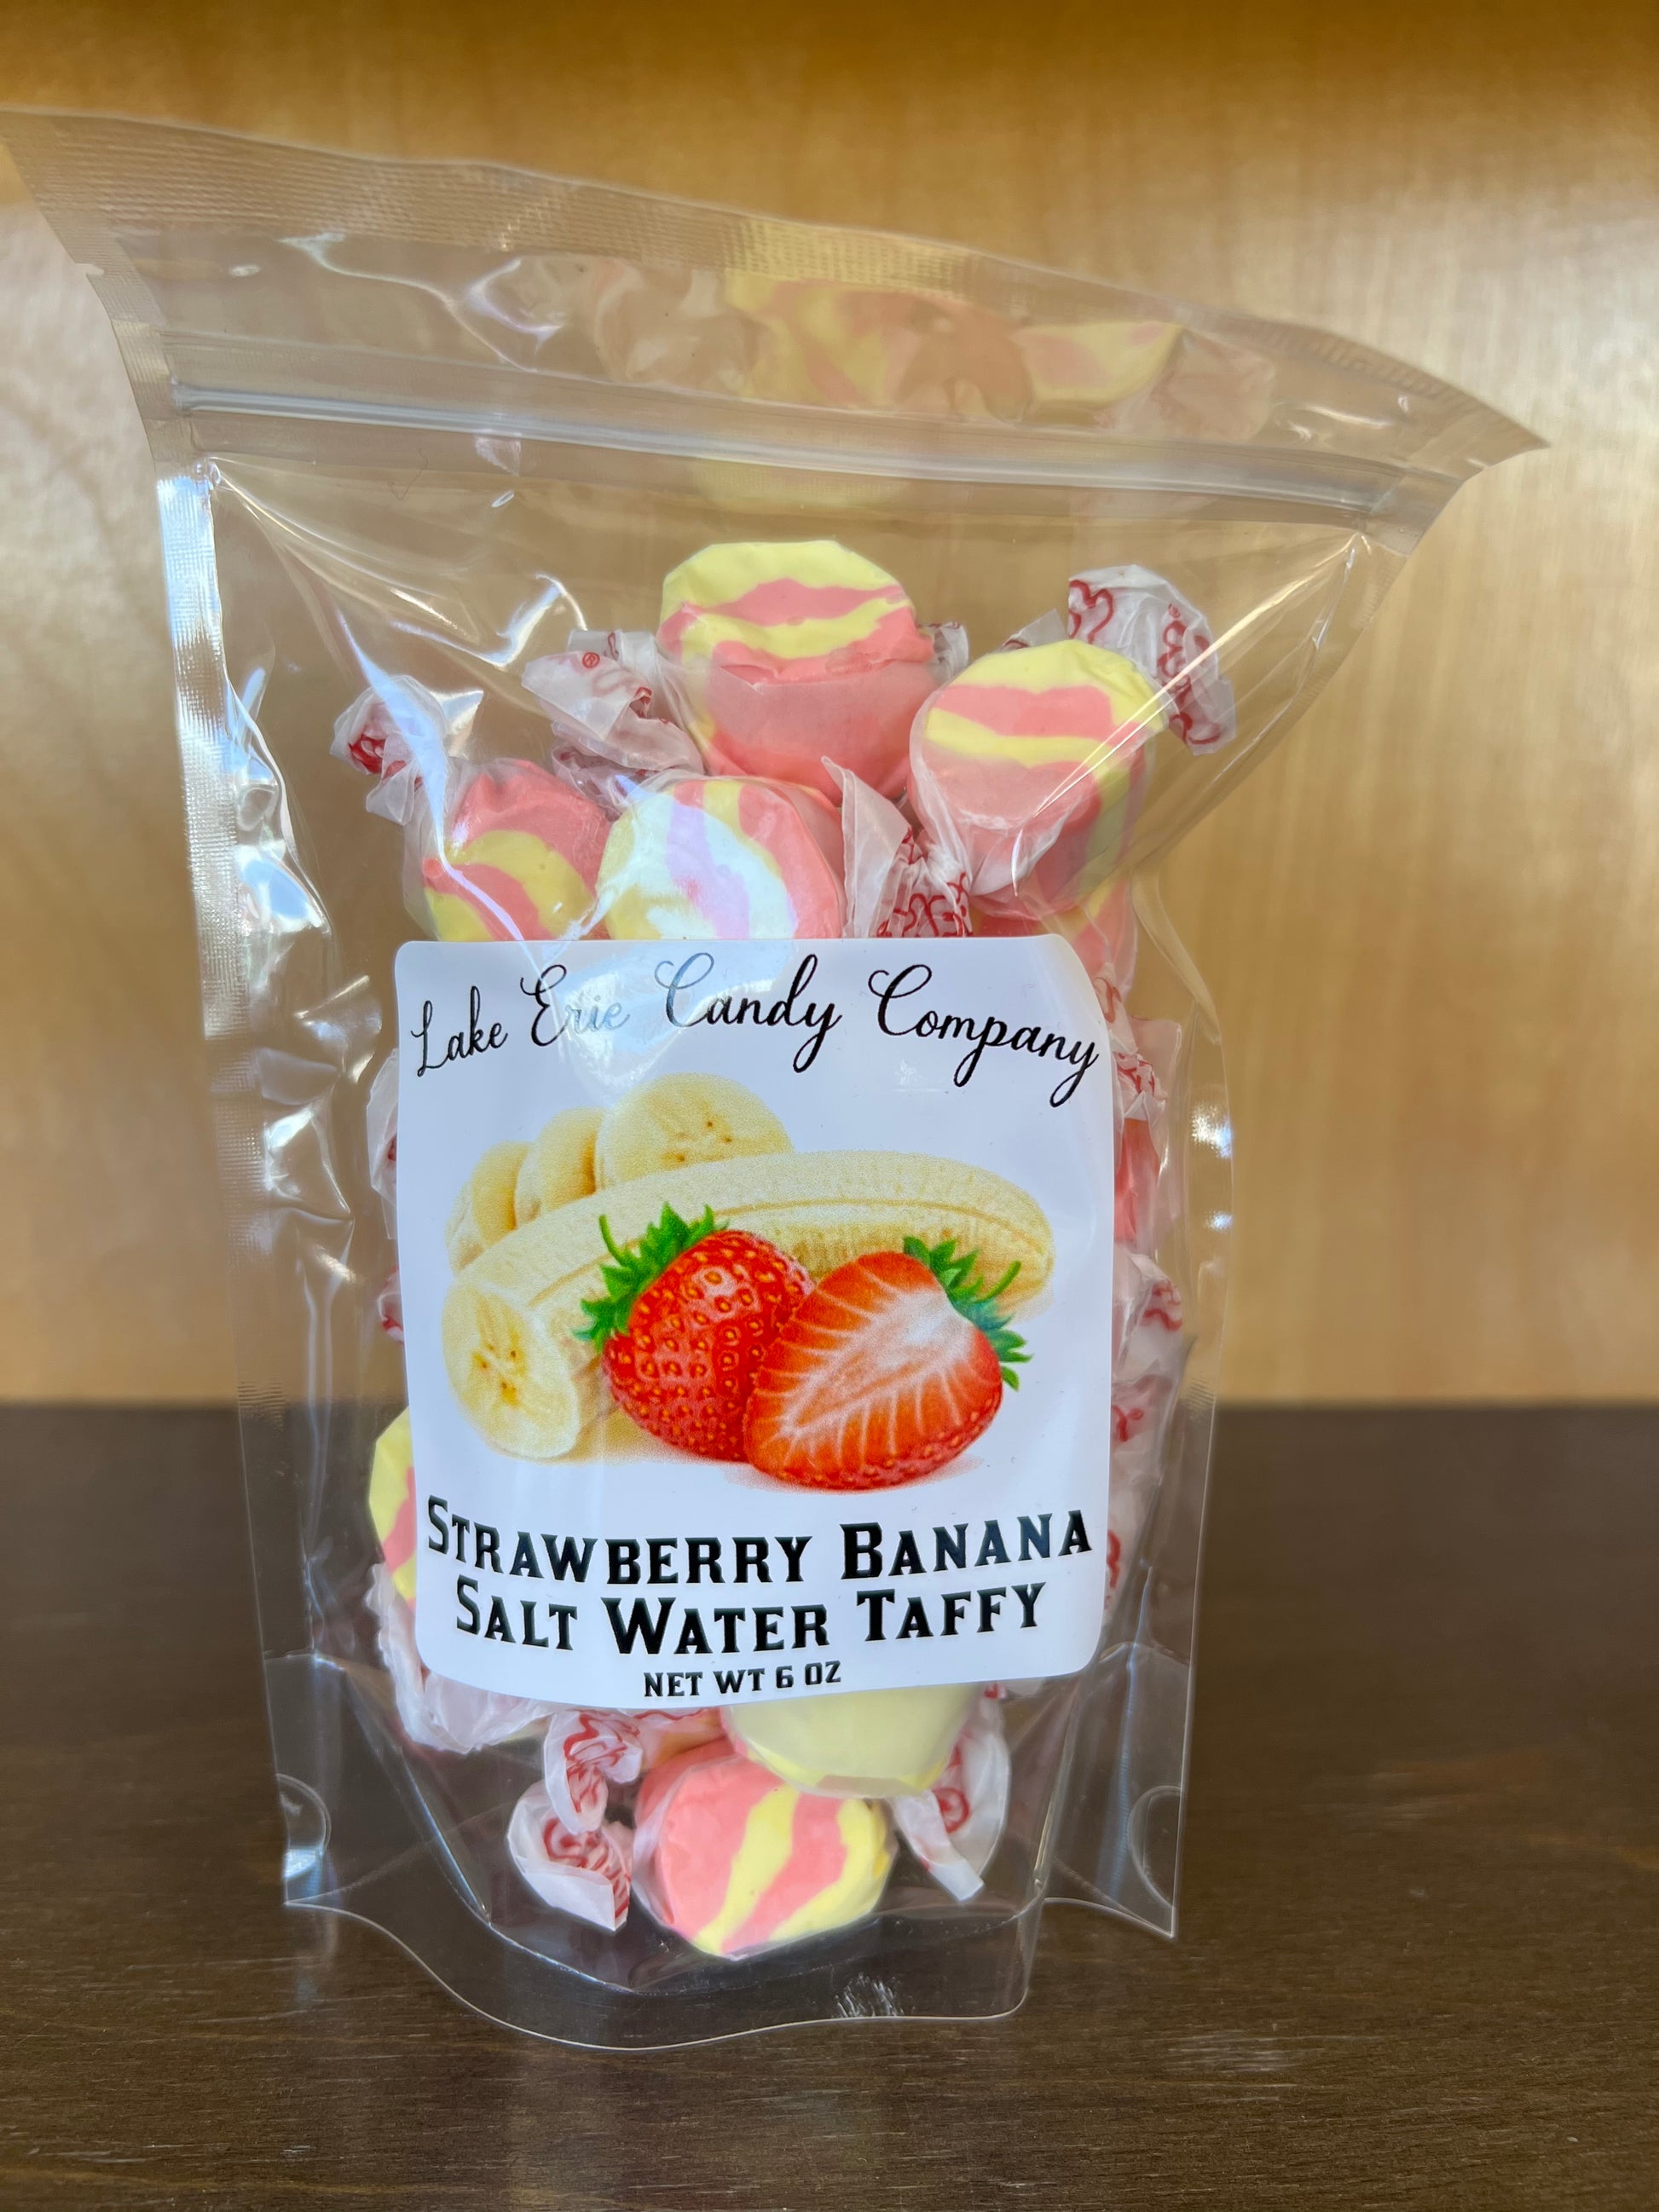 Lake Erie Candy Company
STRAWBERRY BANANA
SALT WATER TAFFY
NET WT 6 OZ